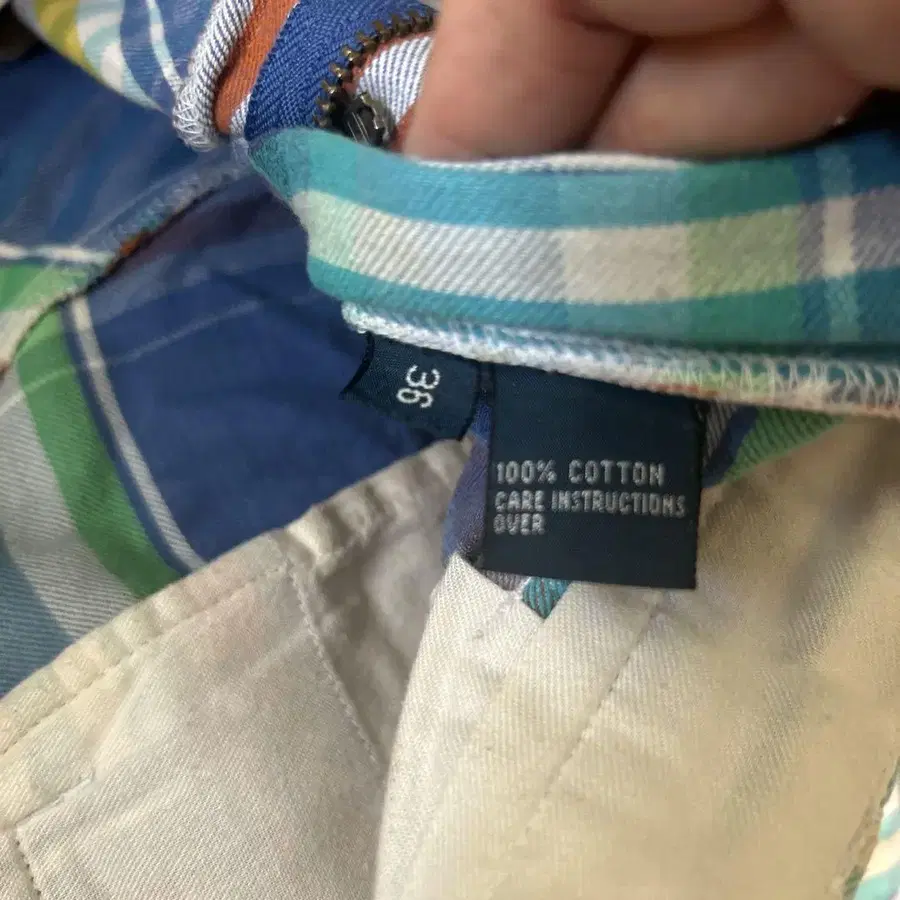 36
100% COTTON
CARE INSTRUCTIONS
OVER